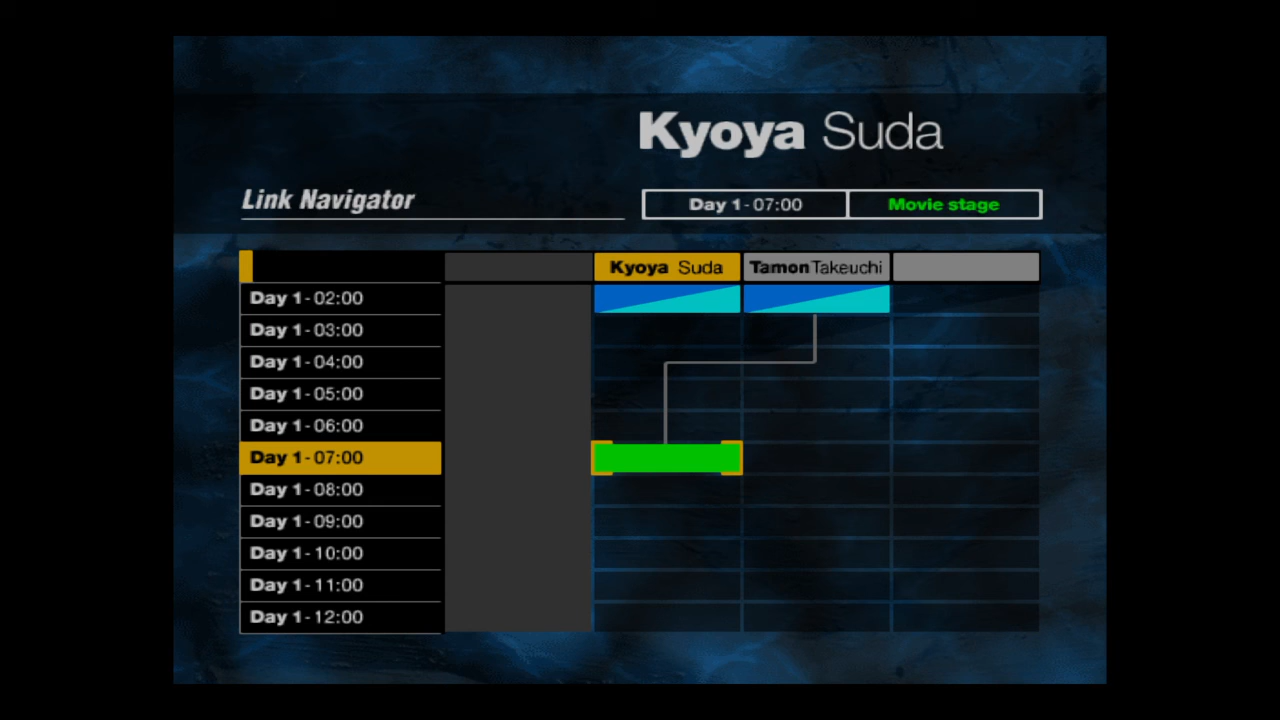 Kyoya Suda
Link Navigator
Day 1 - 07:00
Movie stage
Kyoya Suda
Tamon Takeuchi
Day 1 - 02:00
Day 1 - 03:00
Day 1 - 04:00
Day 1 - 05:00
Day 1 - 06:00
Day 1 - 07:00
Day 1 - 08:00
Day 1 - 09:00
Day 1 - 10:00
Day 1 - 11:00
Day 1 - 12:00